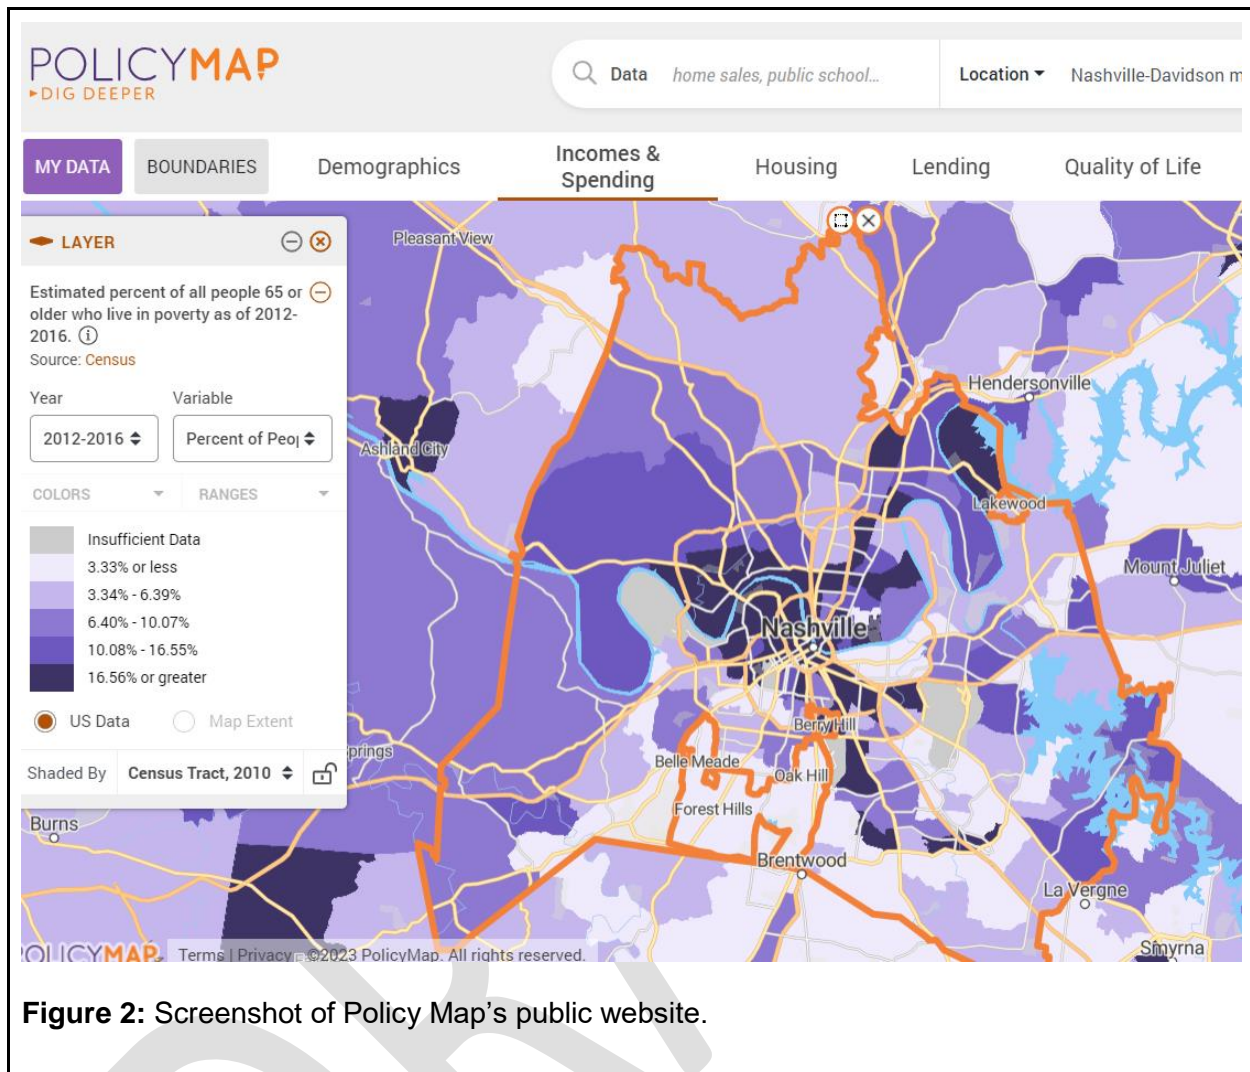 POLICYMAP
DIG DEEPER
Data home sales, public school... Location Nashville-Davidson m
MY DATA BOUNDARIES Demographics Incomes & Spending Housing Lending Quality of Life
LAYER
Estimated percent of all people 65 or
older who live in poverty as of 2012-
2016.
Source: Census
Year Variable
2012-2016 Percent of Peop
COLORS RANGES
Insufficient Data
3.33% or less
3.34% - 6.39%
6.40% - 10.07%
10.08% - 16.55%
16.56% or greater
US Data Map Extent
Shaded By Census Tract, 2010
Pleasant View
Hendersonville
Ashland City
Lakewood
Mount Juliet
Nashville
Berry Hill
Springs
Belle Meade
Oak Hill
Forest Hills
Burns
Brentwood
La Vergne
Smyrna
POLICYMAP Terms | Privacy ©2023 PolicyMap. All rights reserved.
Figure 2: Screenshot of Policy Map's public website.